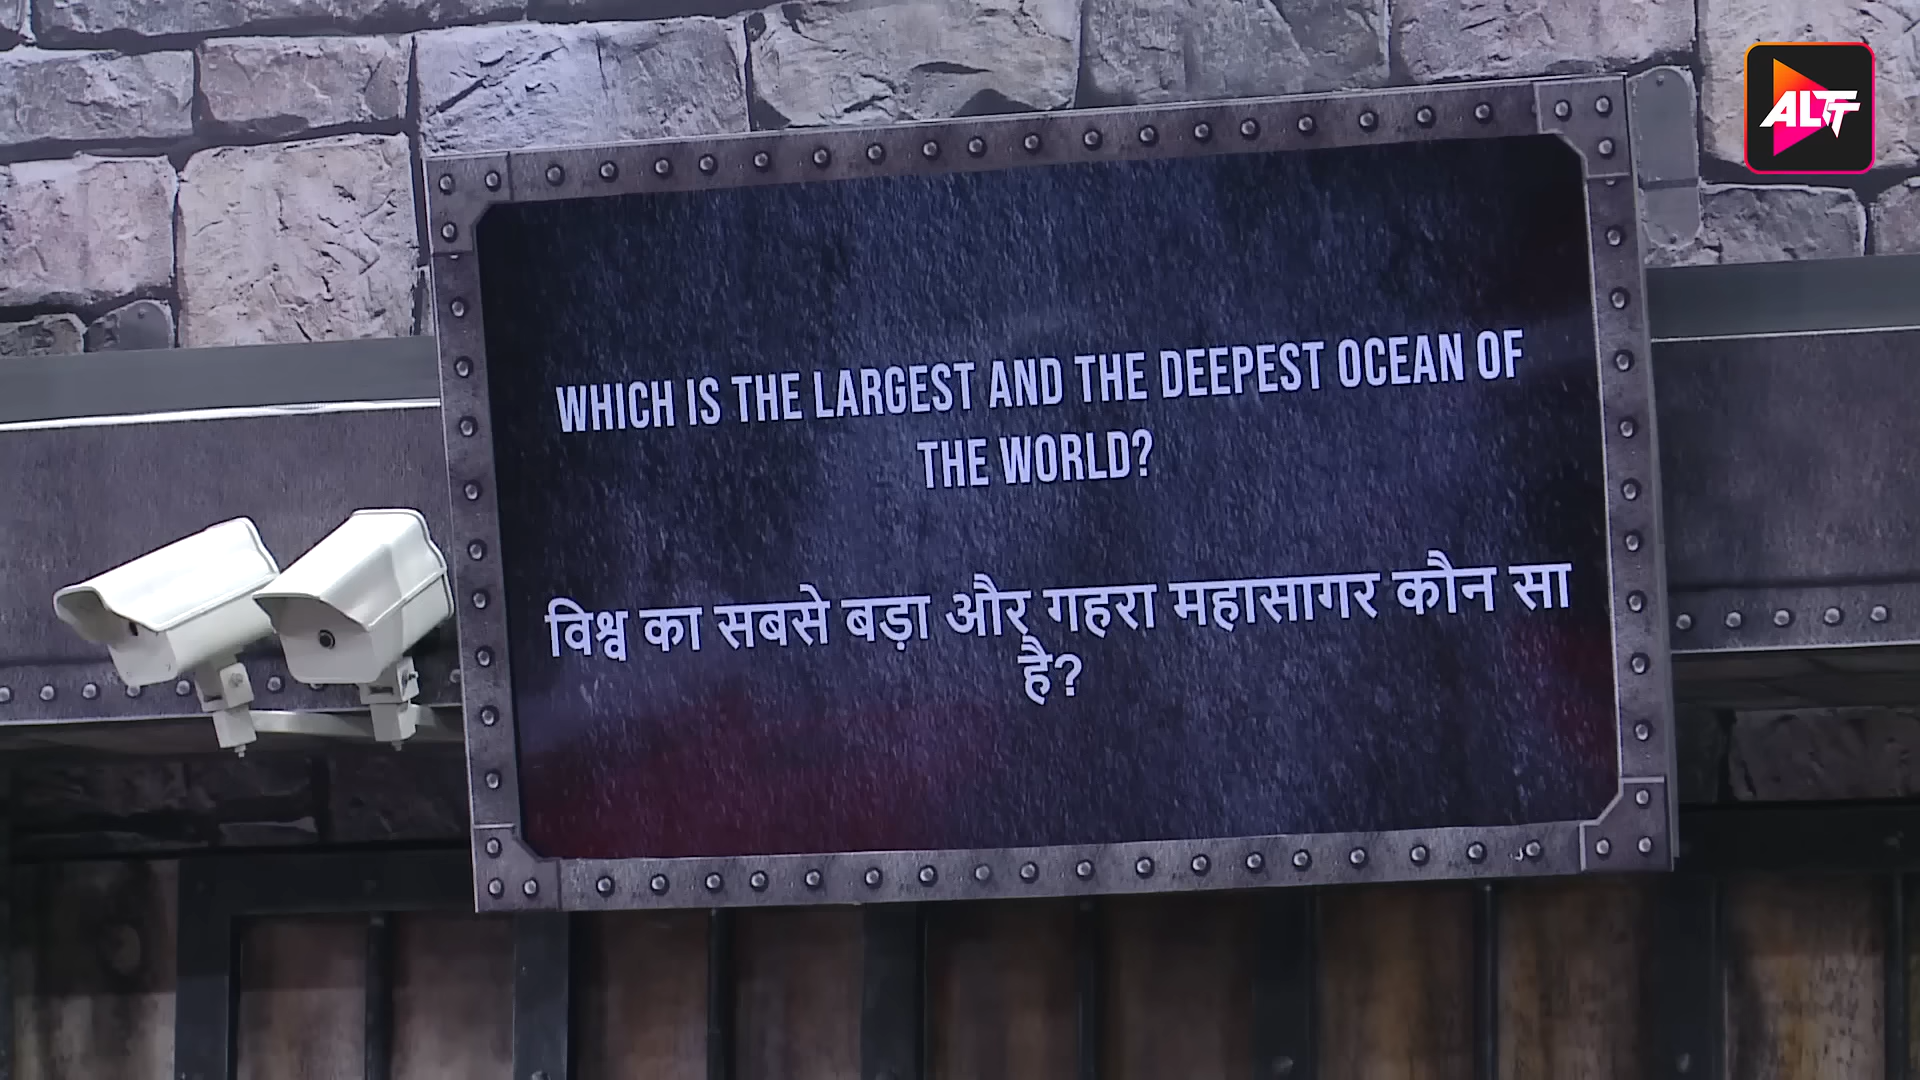 ALTT
WHICH IS THE LARGEST AND THE DEEPEST OCEAN OF
THE WORLD?
विश्व का सबसे बड़ा और गहरा महासागर कौन सा
है?